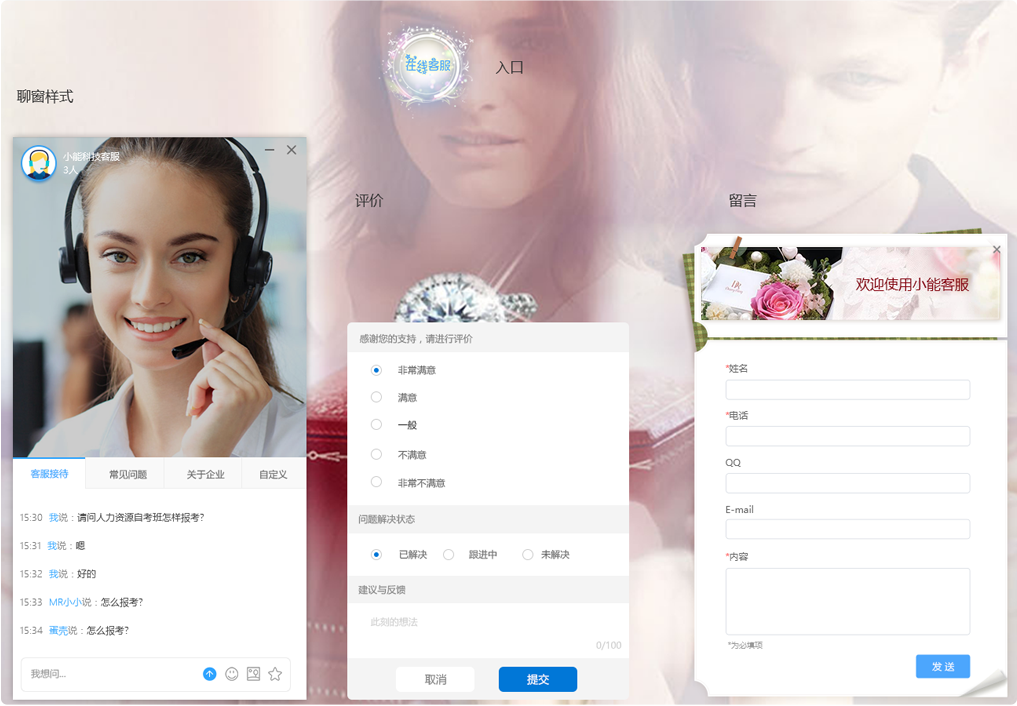 在线客服
入口
聊窗样式
小能科技客服
3人
客服接待
常见问题
关于企业
自定义
15:30 我说：请问人力资源自考班怎样报考?
15:31 我说：嗯
15:32 我说：好的
15:33 MR小小说：怎么报考?
15:34 蛋壳说：怎么报考?
我想问...
评价
感谢您的支持，请进行评价
非常满意
满意
一般
不满意
非常不满意
问题解决状态
已解决 跟进中 未解决
建议与反馈
此刻的想法
0/100
取消 提交
留言
欢迎使用小能客服
*姓名
*电话
QQ
E-mail
*内容
*为必填项
发 送